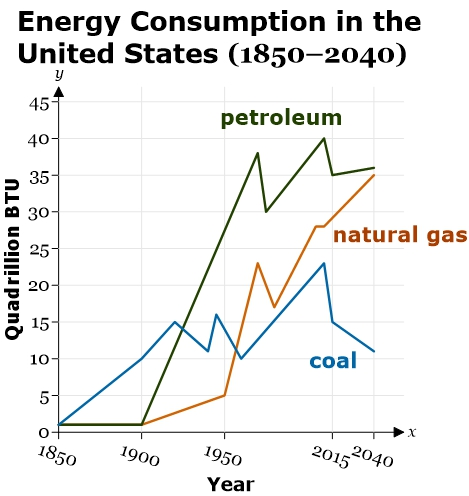 Energy Consumption in the
United States (1850–2040)
y
45
petroleum
40
35
30
natural gas
25
20
15
coal
10
5
0
x
1850
1900
1950
2015
2040
Quadrillion BTU
Year